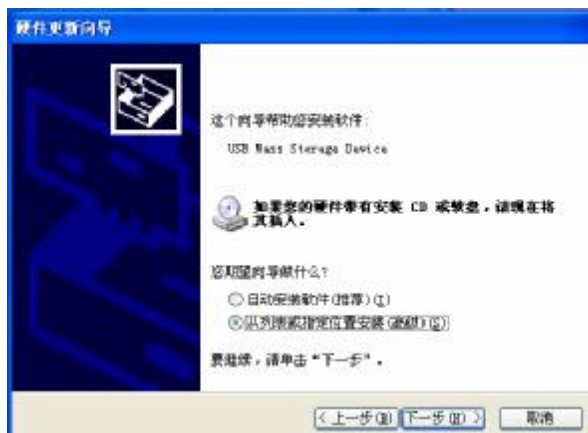 硬件更新向导
这个向导帮助您安装软件:
USB Mass Storage Device
如果您的硬件带有安装 CD 或软盘，请现在将
其插入。
您期望向导做什么?
自动安装软件(推荐)(I)
从列表或指定位置安装(高级)(S)
要继续，请单击“下一步”。
< 上一步(B) 下一步(N) > 取消